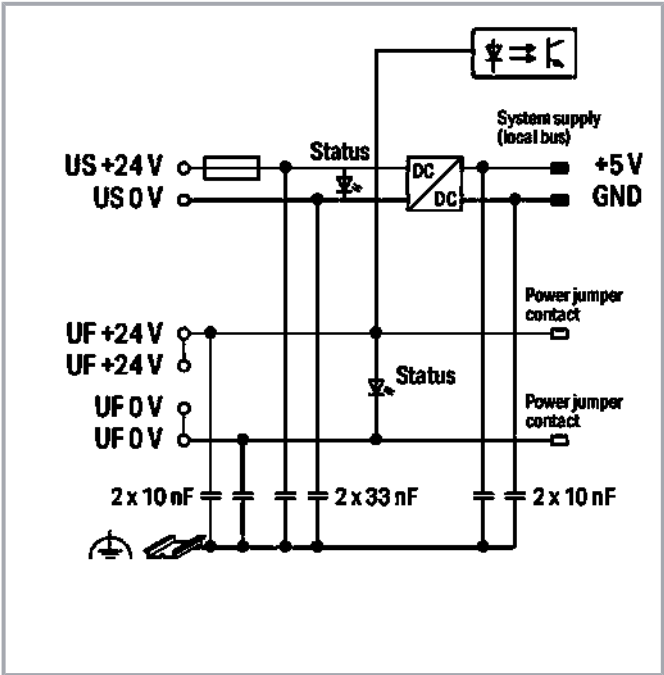 System supply
(local bus)
US +24 V
Status
DC
DC
+5 V
US 0 V
GND
Power jumper
contact
UF +24 V
UF +24 V
Status
UF 0 V
Power jumper
contact
UF 0 V
2 x 10 nF
2 x 33 nF
2 x 10 nF